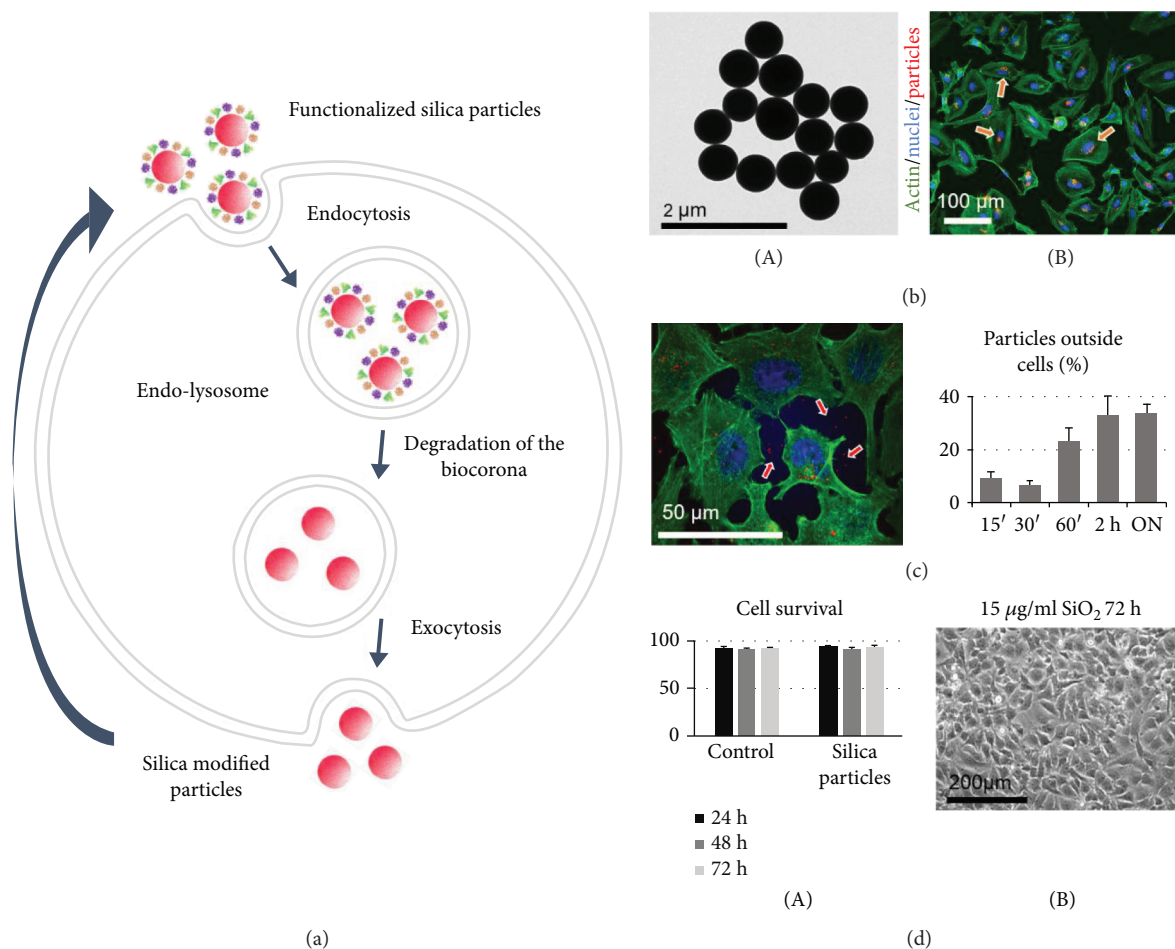 Functionalized silica particles
Endocytosis
Endo-lysosome
Degradation of the
biocorona
Exocytosis
Silica modified
particles
(a)
2 μm
(A)
Actin/nuclei/particles
100 μm
(B)
(b)
50 μm
Particles outside
cells (%)
40
20
0
15′ 30′ 60′ 2 h ON
(c)
Cell survival
100
50
0
Control
Silica
particles
24 h
48 h
72 h
(A)
15 μg/ml SiO₂ 72 h
200μm
(B)
(d)